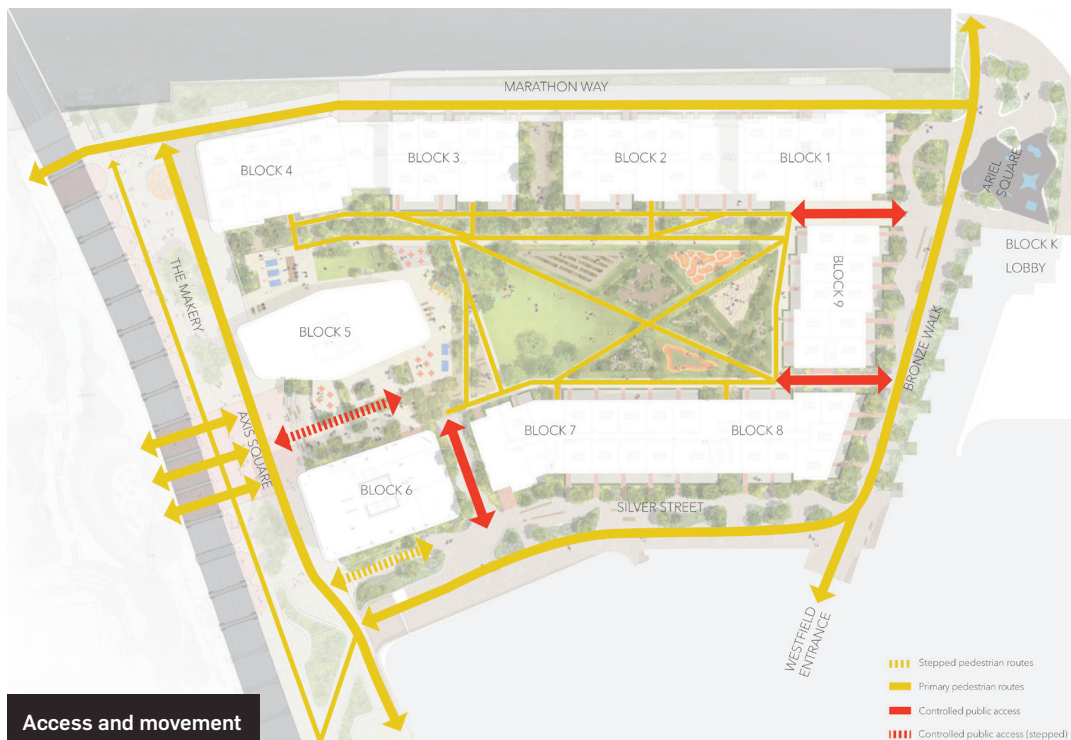 MARATHON WAY
BLOCK 4
BLOCK 3
BLOCK 2
BLOCK 1
ARIEL
SQUARE
BLOCK K
LOBBY
BLOCK 9
THE MAKERY
BLOCK 5
BRONZE WALK
AXIS SQUARE
BLOCK 7
BLOCK 8
BLOCK 6
SILVER STREET
WESTFIELD
ENTRANCE
Stepped pedestrian routes
Primary pedestrian routes
Controlled public access
Controlled public access (stepped)
Access and movement